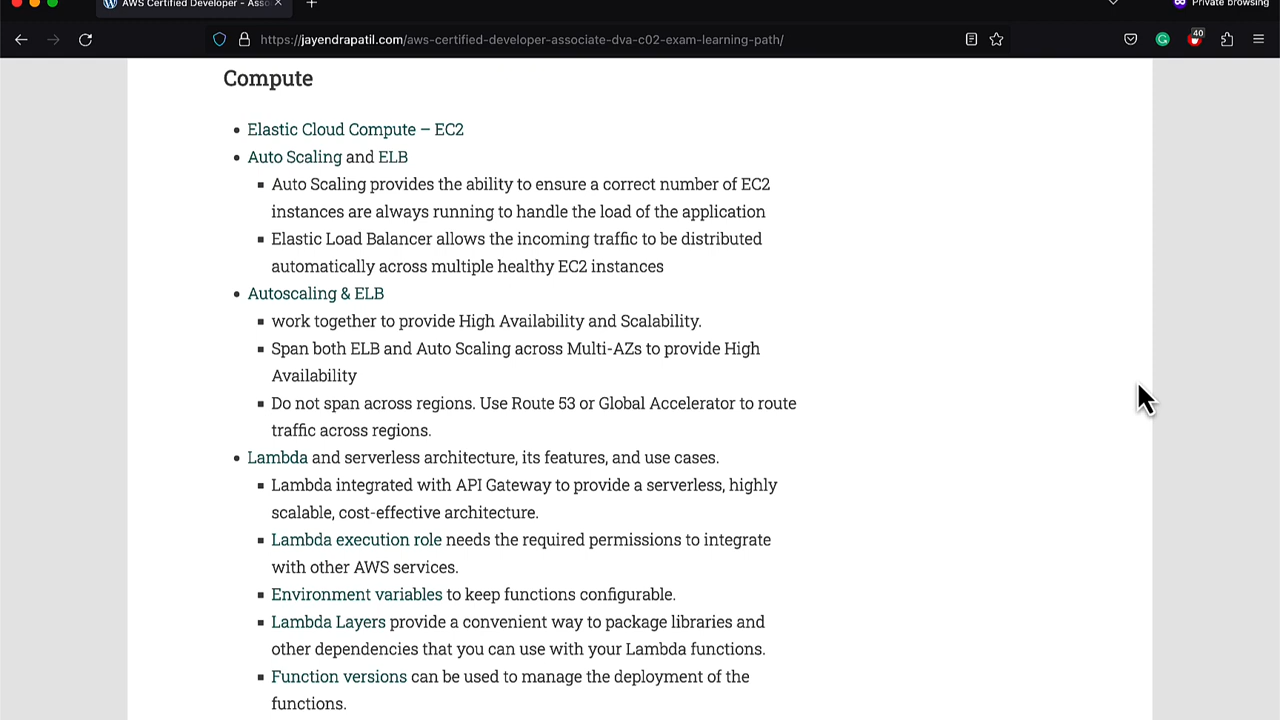 AWS Certified Developer - Asso
Private browsing
https://jayendrapatil.com/aws-certified-developer-associate-dva-c02-exam-learning-path/
40
Compute
Elastic Cloud Compute – EC2
Auto Scaling and ELB
Auto Scaling provides the ability to ensure a correct number of EC2
instances are always running to handle the load of the application
Elastic Load Balancer allows the incoming traffic to be distributed
automatically across multiple healthy EC2 instances
Autoscaling & ELB
work together to provide High Availability and Scalability.
Span both ELB and Auto Scaling across Multi-AZs to provide High
Availability
Do not span across regions. Use Route 53 or Global Accelerator to route
traffic across regions.
Lambda and serverless architecture, its features, and use cases.
Lambda integrated with API Gateway to provide a serverless, highly
scalable, cost-effective architecture.
Lambda execution role needs the required permissions to integrate
with other AWS services.
Environment variables to keep functions configurable.
Lambda Layers provide a convenient way to package libraries and
other dependencies that you can use with your Lambda functions.
Function versions can be used to manage the deployment of the
functions.